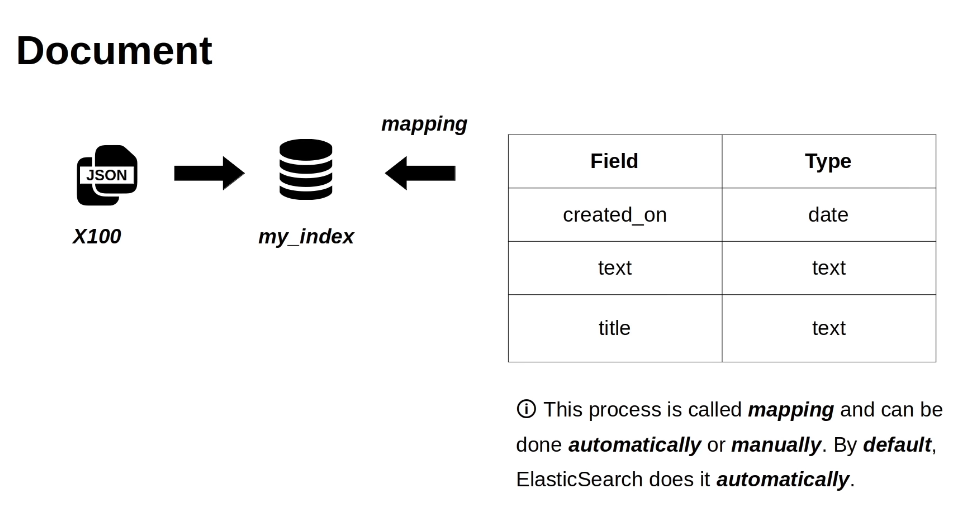 Document
mapping
JSON
X100
my_index
Field Type
created_on date
text text
title text
This process is called mapping and can be
done automatically or manually. By default,
ElasticSearch does it automatically.